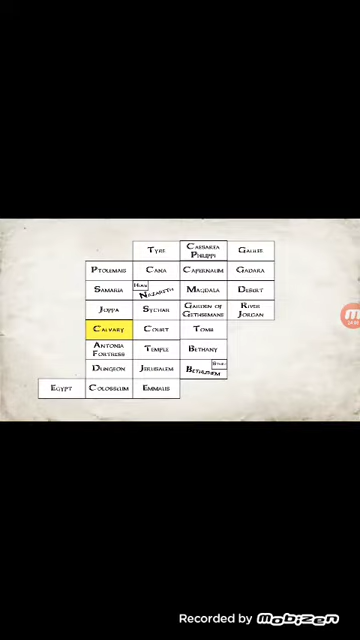 Tyre
Caesarea
Philippi
Galilee
Ptolemais
Cana
Capernaum
Gadara
Samaria
Nazareth
Magdala
Desert
Joppa
Sychar
Garden of
Gethsemane
River
Jordan
Calvary
Court
Tomb
Antonia
Fortress
Temple
Bethany
Dungeon
Jerusalem
Bethlehem
Egypt
Colosseum
Emmaus
Recorded by
mobizen